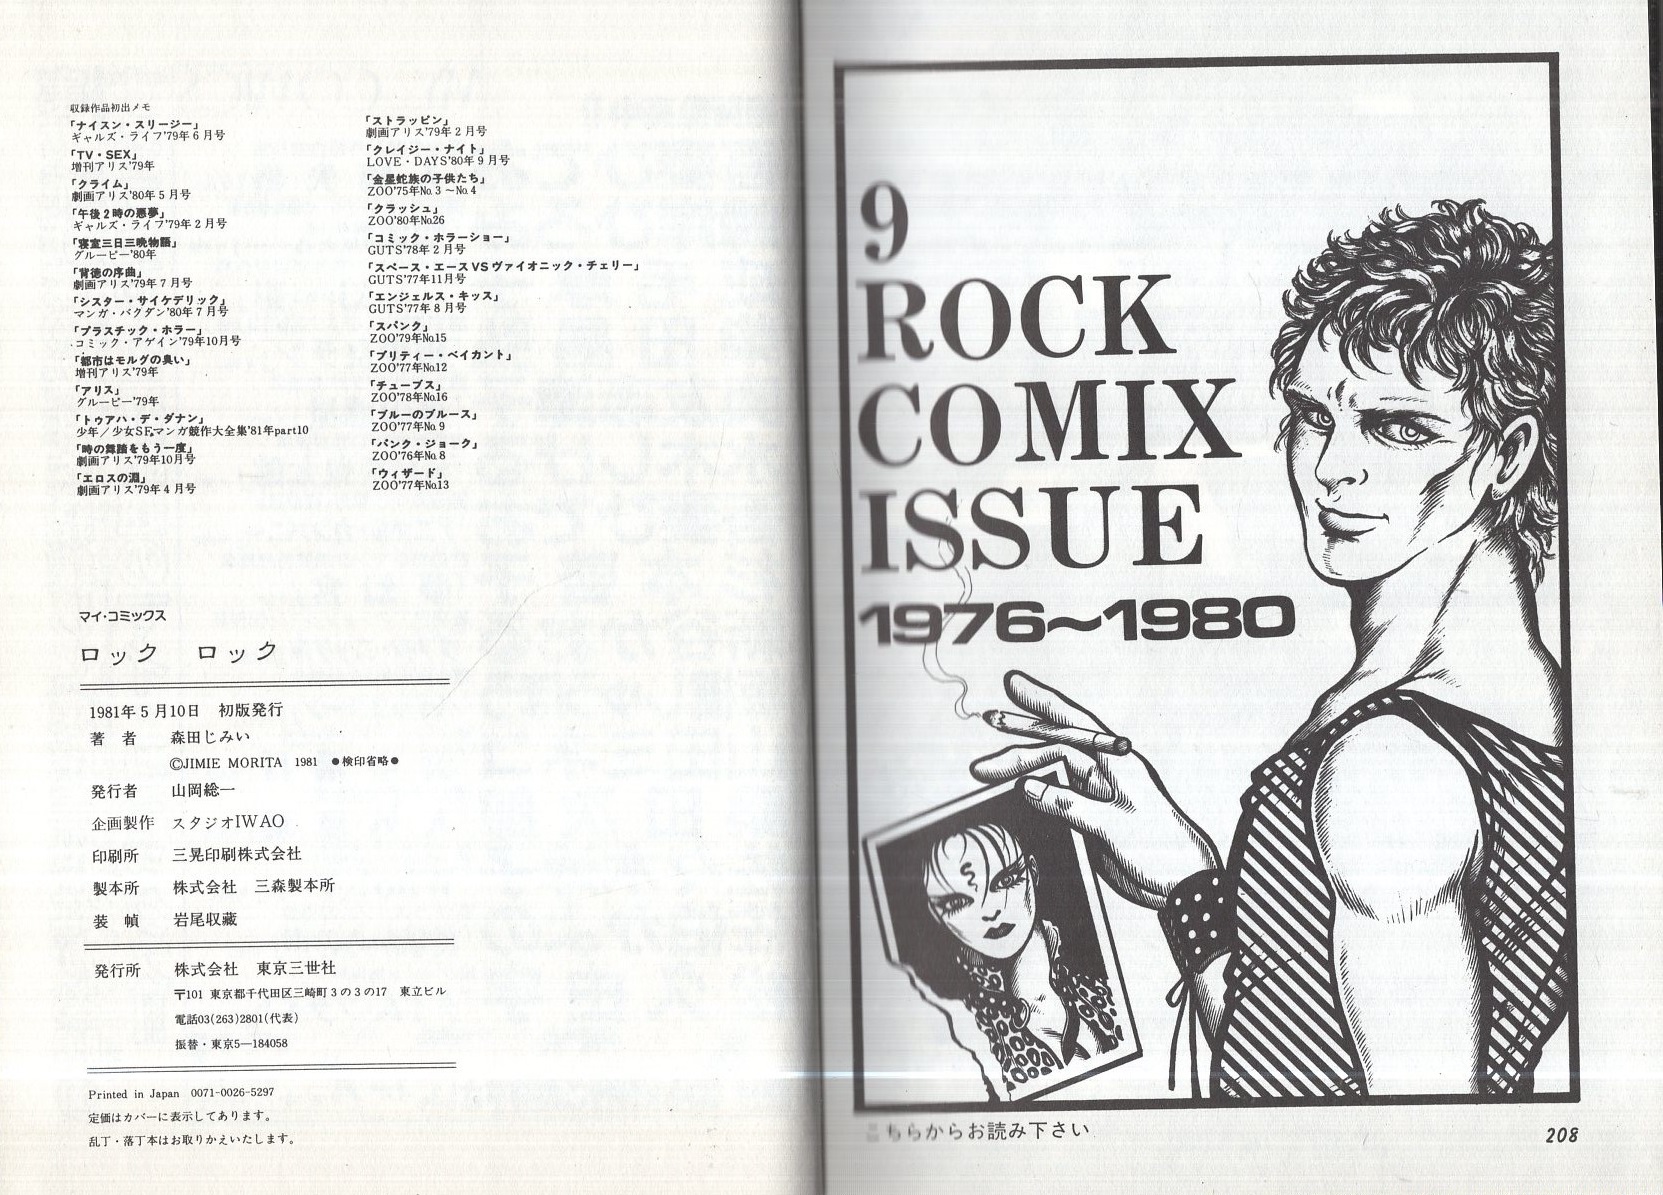 収録作品初出メモ
「ナイスン・スリージー」
ギャルズ・ライフ'79年6月号
「TV・SEX」
増刊アリス'79年
「クライム」
劇画アリス'80年5月号
「午後2時の悪夢」
ギャルズ・ライフ'79年2月号
「寝室三日三晩物語」
グルーピー'80年
「背徳の序曲」
劇画アリス'79年7月号
「シスター・サイケデリック」
マンガ・バクダン'80年7月号
「プラスチック・ホラー」
コミック・アゲイン'79年10月号
「都市はモルグの臭い」
増刊アリス'79年
「アリス」
グルーピー'79年
「トゥアハ・デ・ダナン」
少年／少女SFマンガ競作大全集'81年part10
「時の舞踏をもう一度」
劇画アリス'79年10月号
「エロスの淵」
劇画アリス'79年4月号
「ストラッピン」
劇画アリス'79年2月号
「クレイジー・ナイト」
LOVE・DAYS'80年9月号
「金星蛇族の子供たち」
ZOO'75年No.3～No.4
「クラッシュ」
ZOO'80年No.26
「コミック・ホラーショー」
GUTS'78年2月号
「スペース・エースVSヴァイオニック・チェリー」
GUTS'77年11月号
「エンジェルス・キッス」
GUTS'77年8月号
「スパンク」
ZOO'79年No.15
「プリティー・ベイカント」
ZOO'77年No.12
「チューブス」
ZOO'78年No.16
「ブルーのブルース」
ZOO'77年No.9
「パンク・ジョーク」
ZOO'76年No.8
「ウィザード」
ZOO'77年No.13
マイ・コミックス
ロック　ロック
1981年5月10日　初版発行
著　者　森田じみい
©JIMIE MORITA 1981 ●検印省略●
発行者　山岡総一
企画製作　スタジオIWAO
印刷所　三晃印刷株式会社
製本所　株式会社　三森製本所
装　幀　岩尾収蔵
発行所　株式会社　東京三世社
〒101 東京都千代田区三崎町3の3の17　東立ビル
電話03(263)2801(代表)
振替・東京5—184058
Printed in Japan 0071-0026-5297
定価はカバーに表示してあります。
乱丁・落丁本はお取りかえいたします。
9
ROCK
COMIX
ISSUE
1976~1980
こちらからお読み下さい
208